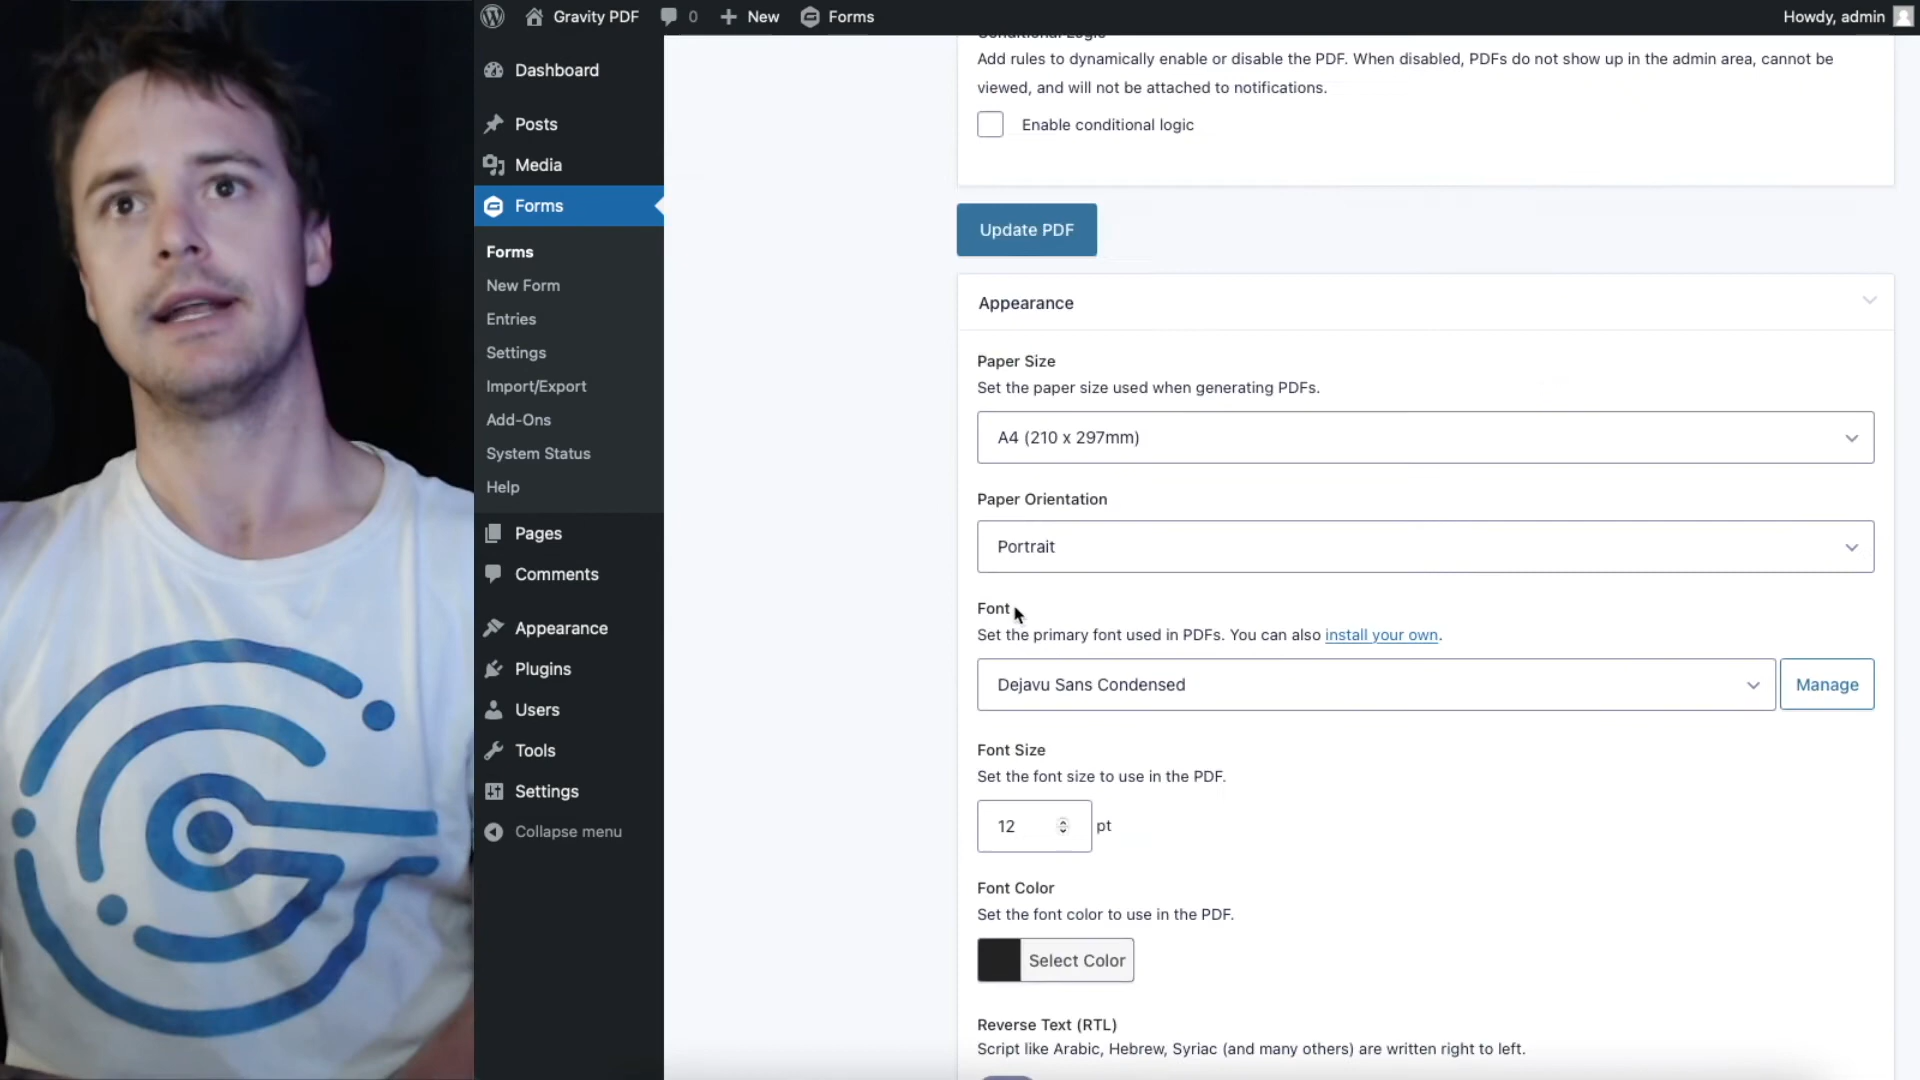 Gravity PDF
0
New
Forms
Howdy, admin
Dashboard
Posts
Media
Forms
Forms
New Form
Entries
Settings
Import/Export
Add-Ons
System Status
Help
Pages
Comments
Appearance
Plugins
Users
Tools
Settings
Collapse menu
Conditional Logic
Add rules to dynamically enable or disable the PDF. When disabled, PDFs do not show up in the admin area, cannot be
viewed, and will not be attached to notifications.
Enable conditional logic
Update PDF
Appearance
Paper Size
Set the paper size used when generating PDFs.
A4 (210 x 297mm)
Paper Orientation
Portrait
Font
Set the primary font used in PDFs. You can also install your own.
Dejavu Sans Condensed
Manage
Font Size
Set the font size to use in the PDF.
12
pt
Font Color
Set the font color to use in the PDF.
Select Color
Reverse Text (RTL)
Script like Arabic, Hebrew, Syriac (and many others) are written right to left.